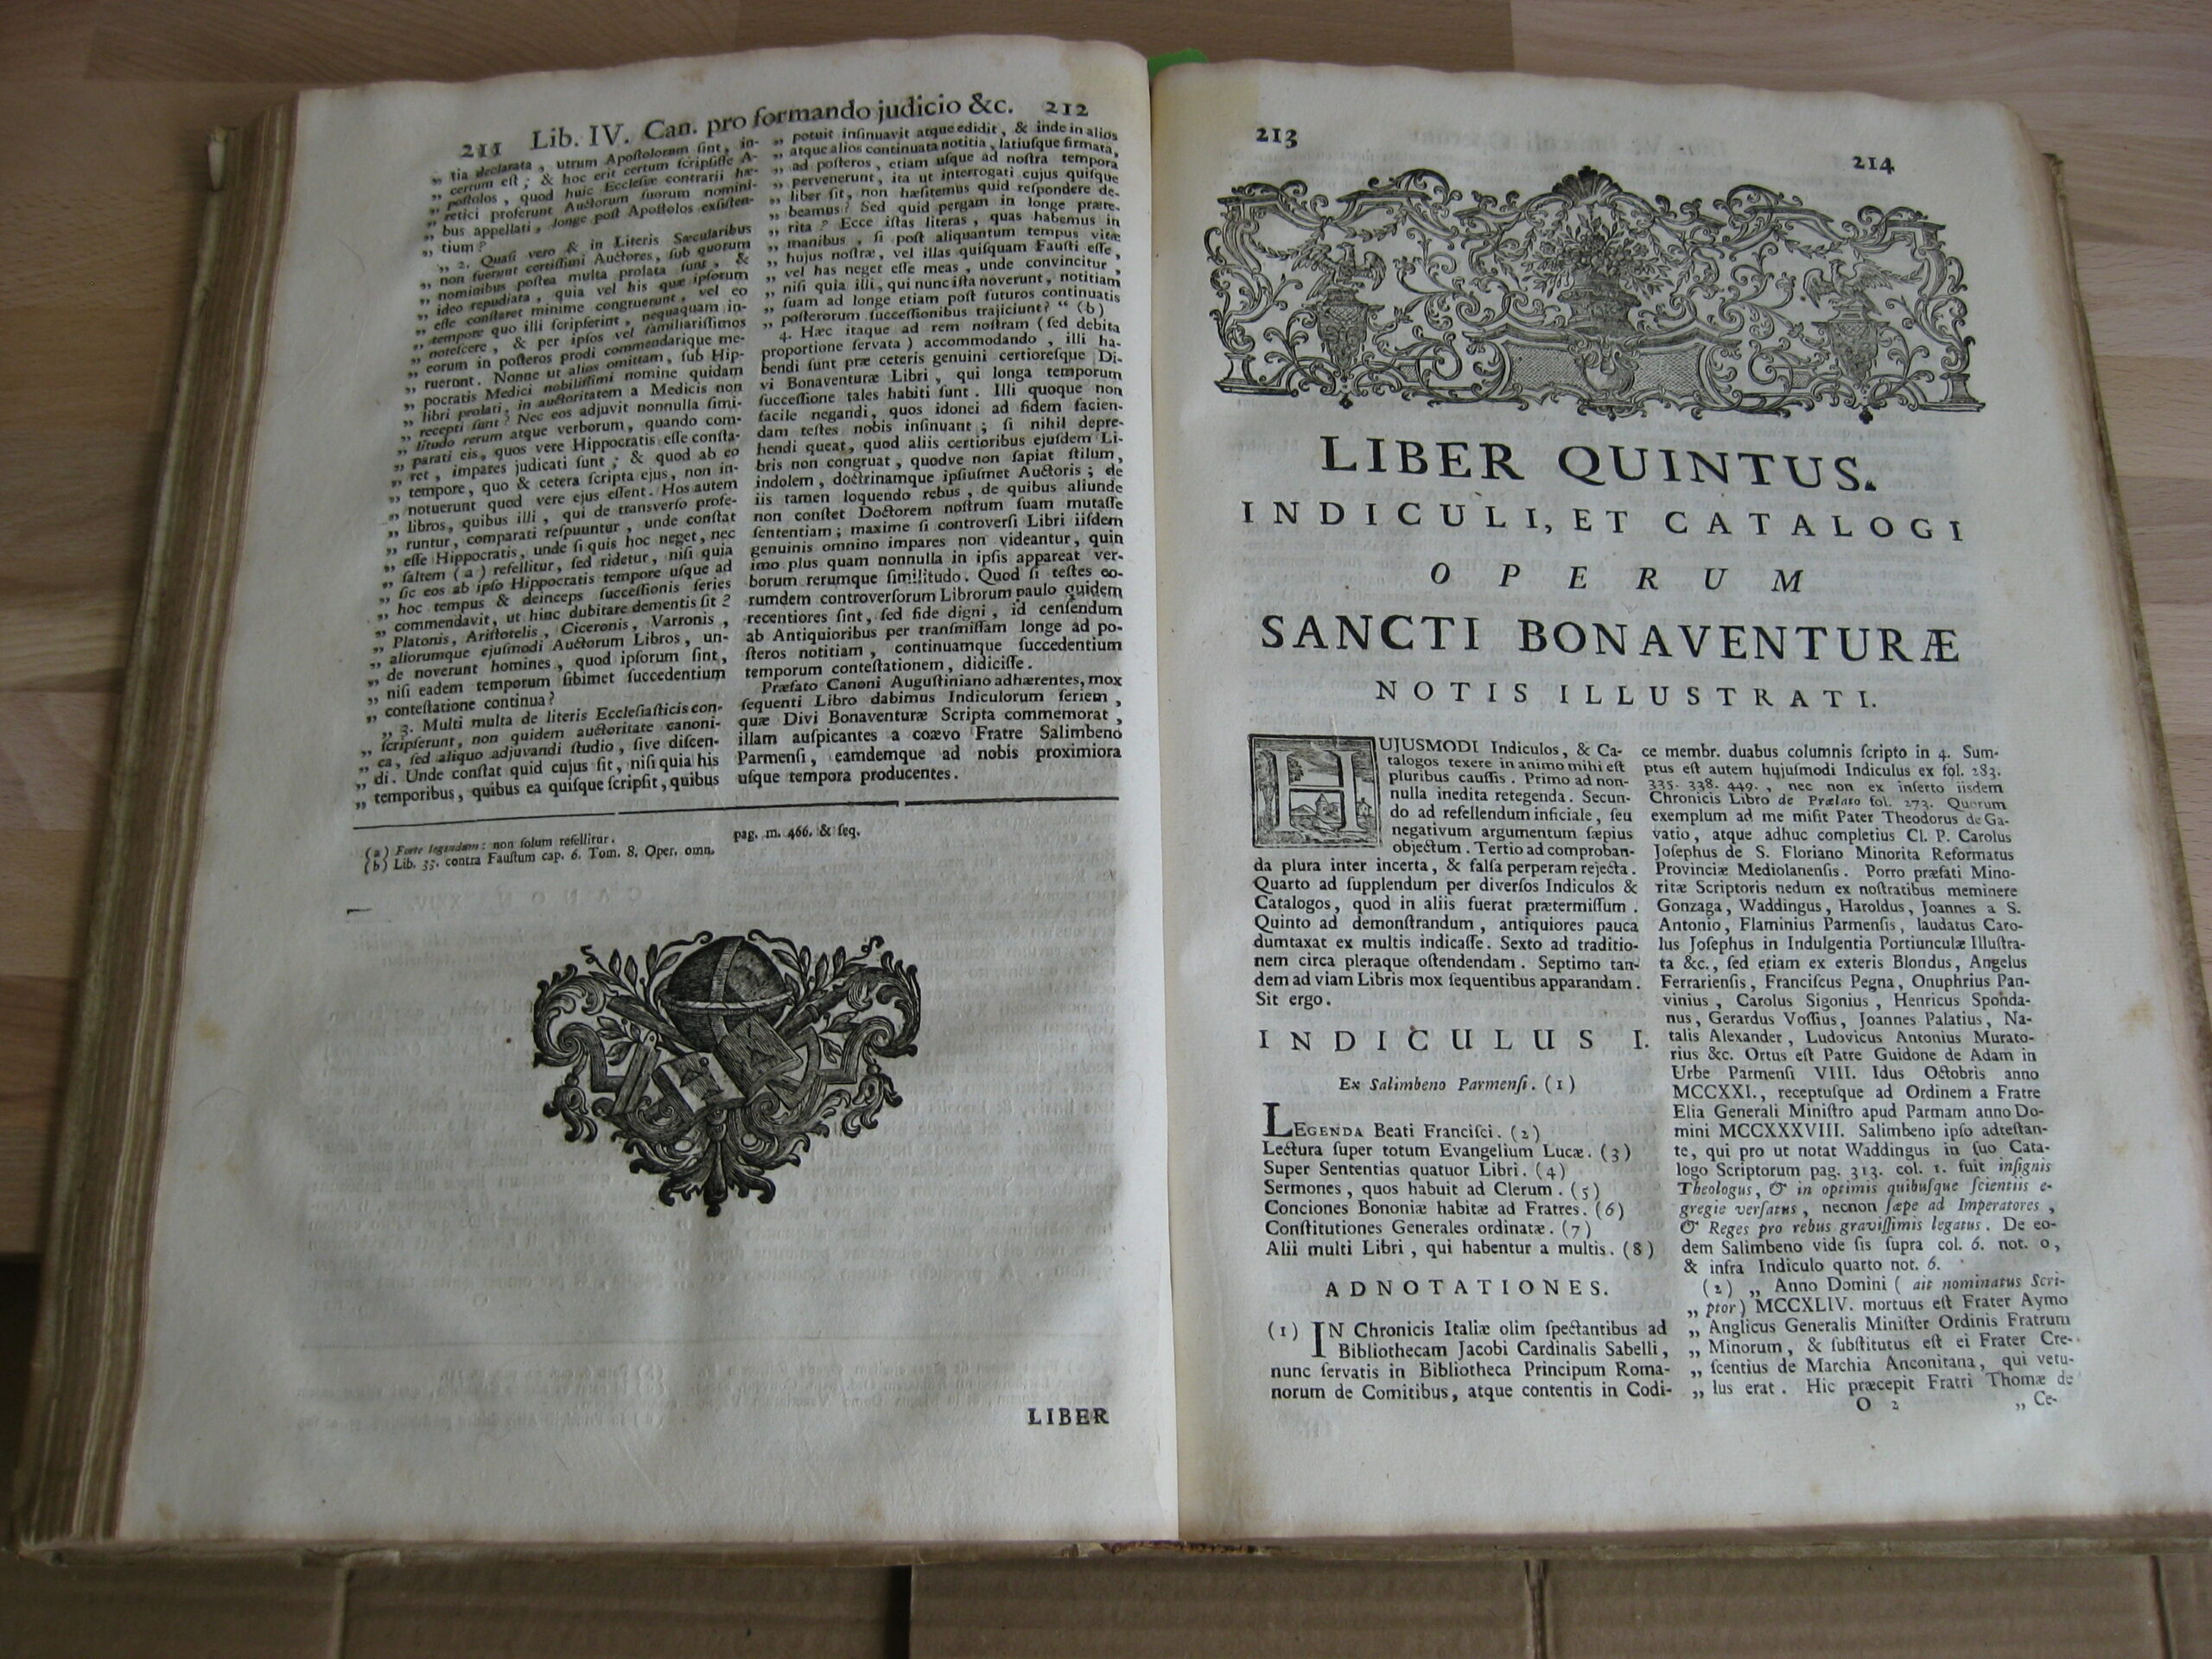 211 Lib. IV. Can. pro formando judicio &c. 212
„ tia declarata , utrum Apoſtolorum ſint, in-
„ certum eſt ; & hoc erit certum ſcripſiſſe A-
„ poſtolos , quod huic Eccleſiæ contrarii hæ-
„ retici proferunt Auctorum ſuorum nomini-
„ bus appellati , longe poſt Apoſtolos exſiſten-
„ tium ?
„ 2. Quaſi vero & in Literis Sæcularibus
„ non fuerunt certiſſimi Auctores, ſub quorum
„ nominibus poſtea multa prolata ſunt , &
„ ideo repudiata , quia vel his quæ ipſorum
„ eſſe conſtaret minime congruerunt, vel eo
„ tempore quo illi ſcripſerint , nequaquam in-
„ noteſcere , & per ipſos vel familiariſſimos
„ eorum in poſteros prodi commendarique me-
„ ruerunt. Nonne ut alios omittam, ſub Hip-
„ pocratis Medici nobiliſſimi nomine quidam
„ libri prolati, in auctoritatem a Medicis non
„ recepti ſunt ? Nec eos adjuvit nonnulla ſimi-
„ litudo rerum atque verborum, quando com-
„ parati eis, quos vere Hippocratis eſſe conſta-
„ ret , impares judicati ſunt ; & quod ab eo
„ tempore, quo & cetera ſcripta ejus, non in-
„ notuerunt quod vere ejus eſſent. Hos autem
„ libros, quibus illi , qui de transverſo profe-
„ runtur, comparati reſpuuntur , unde conſtat
„ eſſe Hippocratis, unde ſi quis hoc neget, nec
„ ſaltem ( a ) refellitur, ſed ridetur, niſi quia
„ ſic eos ab ipſo Hippocratis tempore uſque ad
„ hoc tempus & deinceps ſucceſſionis ſeries
„ commendavit, ut hinc dubitare dementis ſit ?
„ Platonis, Ariſtotelis , Ciceronis, Varronis ,
„ aliorumque ejuſmodi Auctorum Libros, un-
„ de noverunt homines , quod ipſorum ſint,
„ niſi eadem temporum ſibimet ſuccedentium
„ conteſtatione continua ?
„ 3. Multi multa de literis Eccleſiaſticis con-
„ ſcripſerunt, non quidem auctoritate canoni-
„ ca, ſed aliquo adjuvandi ſtudio , ſive diſcen-
„ di. Unde conſtat quid cujus ſit, niſi quia his
„ temporibus, quibus ea quiſque ſcripſit, quibus
„ potuit inſinuavit atque edidit , & inde in alios
„ atque alios continuata notitia , latiuſque firmata,
„ ad poſteros , etiam uſque ad noſtra tempora
„ pervenerunt , ita ut interrogati cujus quiſque
„ liber ſit, non hæſitemus quid reſpondere de-
„ beamus ? Sed quid pergam in longe præte-
„ rita ? Ecce iſtas literas , quas habemus in
„ manibus , ſi poſt aliquantum tempus vitæ
„ hujus noſtræ, vel illas quiſquam Fauſti eſſe ,
„ vel has neget eſſe meas , unde convincitur ,
„ niſi quia illi, qui nunc iſta noverunt, notitiam
„ ſuam ad longe etiam poſt futuros continuatis
„ poſterorum ſucceſſionibus trajiciunt ? “ (b)
4. Hæc itaque ad rem noſtram ( ſed debita
proportione ſervata ) accommodando , illi ha-
bendi ſunt præ ceteris genuini certioreſque Di-
vi Bonaventuræ Libri , qui longa temporum
ſucceſſione tales habiti ſunt . Illi quoque non
facile negandi , quos idonei ad fidem facien-
dam teſtes nobis inſinuant ; ſi nihil depre-
hendi queat, quod aliis certioribus ejuſdem Li-
bris non congruat , quodve non ſapiat ſtilum ,
indolem , doctrinamque ipſiuſmet Auctoris ; de
iis tamen loquendo rebus , de quibus aliunde
non conſtet Doctorem noſtrum ſuam mutaſſe
ſententiam ; maxime ſi controverſi Libri iiſdem
genuinis omnino impares non videantur, quin
imo plus quam nonnulla in ipſis appareat ver-
borum rerumque ſimilitudo . Quod ſi teſtes eo-
rumdem controverſorum Librorum paulo quidem
recentiores ſint , ſed fide digni , id cenſendum
ab Antiquioribus per tranſmiſſam longe ad po-
ſteros notitiam , continuamque ſuccedentium
temporum conteſtationem , didiciſſe .
Præfato Canoni Auguſtiniano adhærentes, mox
ſequenti Libro dabimus Indiculorum ſeriem ,
quæ Divi Bonaventuræ Scripta commemorat ,
illam auſpicantes a coævo Fratre Salimbeno
Parmenſi , eamdemque ad nobis proximiora
uſque tempora producentes .
( a ) Forte legendum : non ſolum refellitur .
( b ) Lib. 33. contra Fauſtum cap. 6. Tom. 8. Oper. omn.
pag. m. 466. & ſeq.
LIBER
213
214
LIBER QUINTUS.
INDICULI, ET CATALOGI
OPERUM
SANCTI BONAVENTURÆ
NOTIS ILLUSTRATI.
HUJUSMODI Indiculos, & Ca-
talogos texere in animo mihi eſt
pluribus cauſſis . Primo ad non-
nulla inedita retegenda . Secun-
do ad refellendum inficiale , ſeu
negativum argumentum ſæpius
objectum . Tertio ad comproban-
da plura inter incerta, & falſa perperam rejecta .
Quarto ad ſupplendum per diverſos Indiculos &
Catalogos, quod in aliis fuerat prætermiſſum .
Quinto ad demonſtrandum , antiquiores pauca
dumtaxat ex multis indicaſſe. Sexto ad traditio-
nem circa pleraque oſtendendam . Septimo tan-
dem ad viam Libris mox ſequentibus apparandam .
Sit ergo .
INDICULUS I.
Ex Salimbeno Parmenſi. ( 1 )
LEGENDA Beati Franciſci. ( 2 )
Lectura ſuper totum Evangelium Lucæ. ( 3 )
Super Sententias quatuor Libri. ( 4 )
Sermones , quos habuit ad Clerum . ( 5 )
Conciones Bononiæ habitæ ad Fratres. ( 6 )
Conſtitutiones Generales ordinatæ. ( 7 )
Alii multi Libri , qui habentur a multis. ( 8 )
ADNOTATIONES.
( 1 ) IN Chronicis Italiæ olim ſpectantibus ad
Bibliothecam Jacobi Cardinalis Sabelli ,
nunc ſervatis in Bibliotheca Principum Roma-
norum de Comitibus, atque contentis in Codi-
ce membr. duabus columnis ſcripto in 4. Sum-
ptus eſt autem hujuſmodi Indiculus ex fol. 283.
335. 338. 449. , nec non ex inſerto iisdem
Chronicis Libro de Prælato fol. 273. Quorum
exemplum ad me miſit Pater Theodorus de Ga-
vatio , atque adhuc completius Cl. P. Carolus
Joſephus de S. Floriano Minorita Reformatus
Provinciæ Mediolanenſis . Porro præfati Mino-
ritæ Scriptoris nedum ex noſtratibus meminere
Gonzaga , Waddingus, Haroldus, Joannes a S.
Antonio, Flaminius Parmenſis, laudatus Caro-
lus Joſephus in Indulgentia Portiunculæ Illuſtra-
ta &c., ſed etiam ex exteris Blondus, Angelus
Ferrarienſis , Franciſcus Pegna , Onuphrius Pan-
vinius , Carolus Sigonius , Henricus Sponda-
nus , Gerardus Voſſius, Joannes Palatius , Na-
talis Alexander , Ludovicus Antonius Murato-
rius &c. Ortus eſt Patre Guidone de Adam in
Urbe Parmenſi VIII. Idus Octobris anno
MCCXXI., receptuſque ad Ordinem a Fratre
Elia Generali Miniſtro apud Parmam anno Do-
mini MCCXXXVIII. Salimbeno ipſo adteſtan-
te, qui pro ut notat Waddingus in ſuo Cata-
logo Scriptorum pag. 313. col. 1. fuit inſignis
Theologus, & in optimis quibuſque ſcientiis e-
gregie verſatus , necnon ſæpe ad Imperatores ,
& Reges pro rebus graviſſimis legatus . De eo-
dem Salimbeno vide ſis ſupra col. 6. not. 0,
& infra Indiculo quarto not. 6.
( 2 ) „ Anno Domini ( ait nominatus Scri-
„ ptor ) MCCXLIV. mortuus eſt Frater Aymo
„ Anglicus Generalis Miniſter Ordinis Fratrum
„ Minorum , & ſubſtitutus eſt ei Frater Cre-
„ ſcentius de Marchia Anconitana, qui vetu-
„ lus erat . Hic præcepit Fratri Thomæ de
O 2
„ Ce-